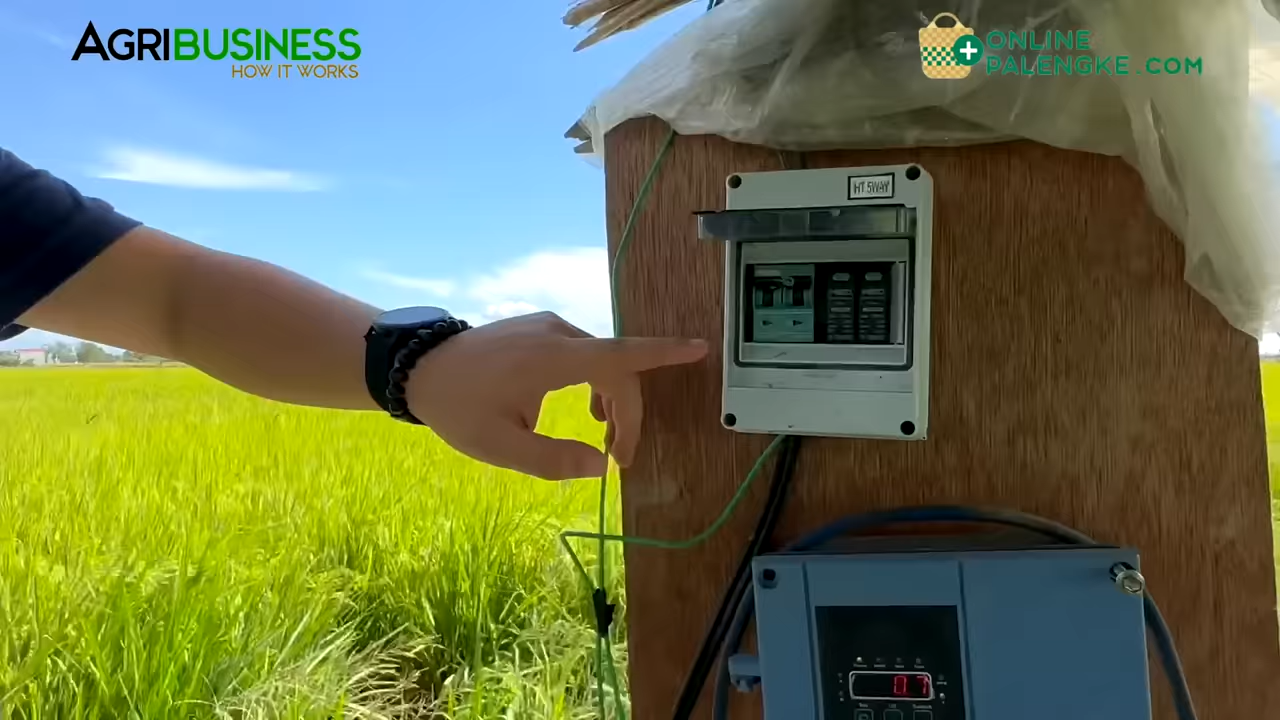 AGRIBUSINESS
HOW IT WORKS
ONLINE
PALENGKE.COM
HT 5WAY
07